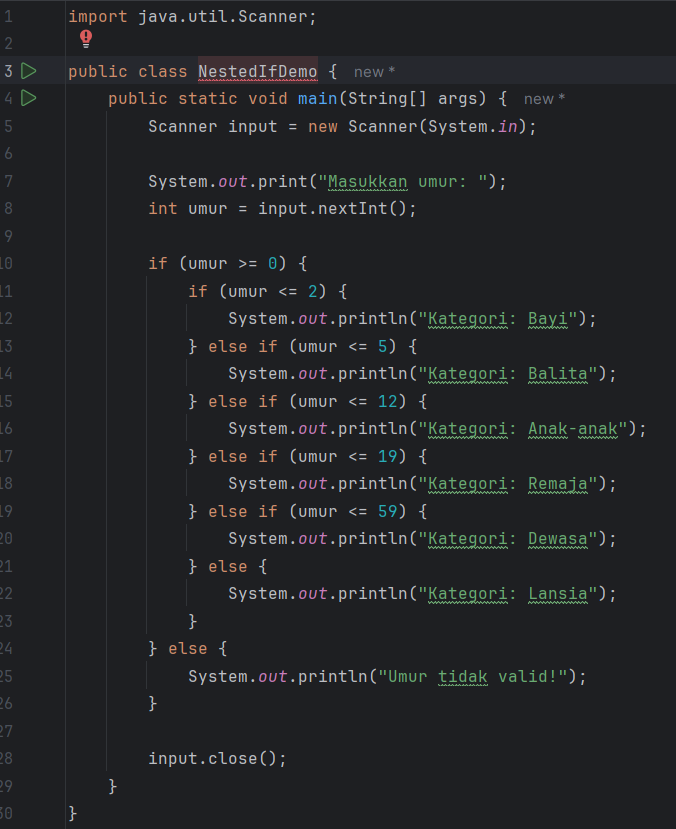 1 import java.util.Scanner;
2
3 public class NestedIfDemo { new *
4     public static void main(String[] args) { new *
5         Scanner input = new Scanner(System.in);
6
7         System.out.print("Masukkan umur: ");
8         int umur = input.nextInt();
9
10         if (umur >= 0) {
11             if (umur <= 2) {
12                 System.out.println("Kategori: Bayi");
13             } else if (umur <= 5) {
14                 System.out.println("Kategori: Balita");
15             } else if (umur <= 12) {
16                 System.out.println("Kategori: Anak-anak");
17             } else if (umur <= 19) {
18                 System.out.println("Kategori: Remaja");
19             } else if (umur <= 59) {
20                 System.out.println("Kategori: Dewasa");
21             } else {
22                 System.out.println("Kategori: Lansia");
23             }
24         } else {
25             System.out.println("Umur tidak valid!");
26         }
27
28         input.close();
29     }
30 }